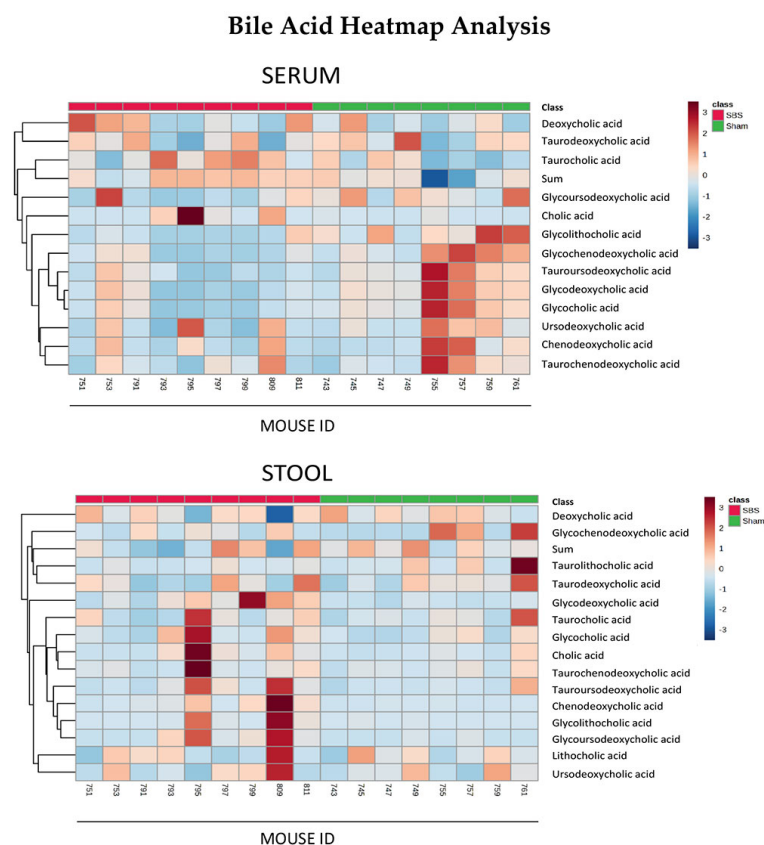 Bile Acid Heatmap Analysis
SERUM
Class
Deoxycholic acid
Taurodeoxycholic acid
Taurocholic acid
Sum
Glycoursodeoxycholic acid
Cholic acid
Glycolithocholic acid
Glycochenodeoxycholic acid
Tauroursodeoxycholic acid
Glycodeoxycholic acid
Glycocholic acid
Ursodeoxycholic acid
Chenodeoxycholic acid
Taurochenodeoxycholic acid
class
SBS
Sham
3
2
1
0
-1
-2
-3
751 753 791 793 795 797 799 809 811 743 745 747 749 755 757 759 761
MOUSE ID
STOOL
Class
Deoxycholic acid
Glycochenodeoxycholic acid
Sum
Taurolithocholic acid
Taurodeoxycholic acid
Glycodeoxycholic acid
Taurocholic acid
Glycocholic acid
Cholic acid
Taurochenodeoxycholic acid
Tauroursodeoxycholic acid
Chenodeoxycholic acid
Glycolithocholic acid
Glycoursodeoxycholic acid
Lithocholic acid
Ursodeoxycholic acid
class
SBS
Sham
3
2
1
0
-1
-2
-3
751 753 791 793 795 797 799 809 811 743 745 747 749 755 757 759 761
MOUSE ID